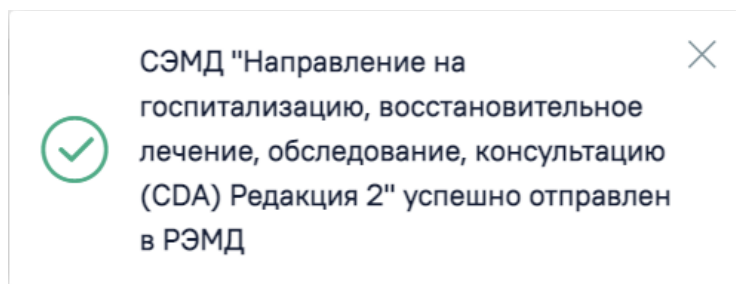 СЭМД "Направление на
госпитализацию, восстановительное
лечение, обследование, консультацию
(CDA) Редакция 2" успешно отправлен
в РЭМД